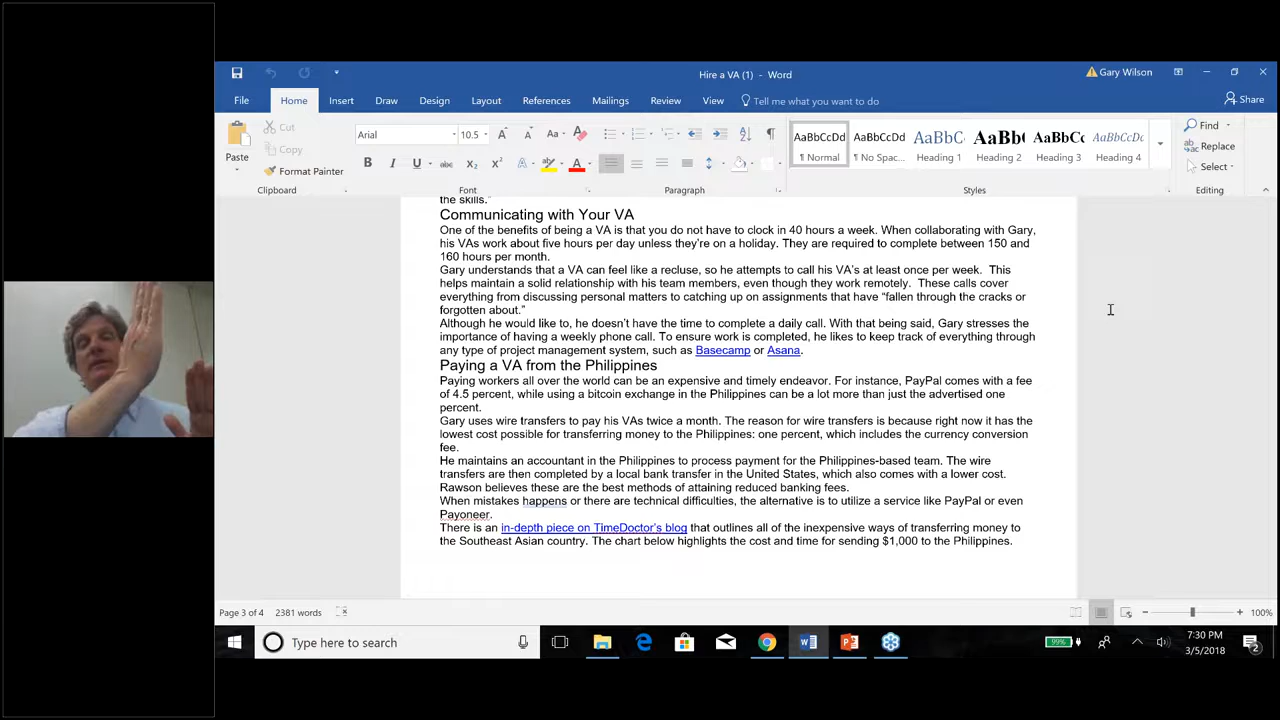 Hire a VA (1) - Word
Gary Wilson
File Home Insert Draw Design Layout References Mailings Review View Tell me what you want to do Share
Paste Cut Copy Format Painter Clipboard
Arial 10.5 Aa A
B I U abc X₂ X² A A Font
Paragraph
AaBbCcDd ¶ Normal AaBbCcDd ¶ No Spac... AaBbC Heading 1 AaBb Heading 2 AaBbCc Heading 3 AaBbCcDd Heading 4 Styles
Find Replace Select Editing
the skills."
Communicating with Your VA
One of the benefits of being a VA is that you do not have to clock in 40 hours a week. When collaborating with Gary,
his VAs work about five hours per day unless they're on a holiday. They are required to complete between 150 and
160 hours per month.
Gary understands that a VA can feel like a recluse, so he attempts to call his VA's at least once per week. This
helps maintain a solid relationship with his team members, even though they work remotely. These calls cover
everything from discussing personal matters to catching up on assignments that have "fallen through the cracks or
forgotten about."
Although he would like to, he doesn't have the time to complete a daily call. With that being said, Gary stresses the
importance of having a weekly phone call. To ensure work is completed, he likes to keep track of everything through
any type of project management system, such as Basecamp or Asana.
Paying a VA from the Philippines
Paying workers all over the world can be an expensive and timely endeavor. For instance, PayPal comes with a fee
of 4.5 percent, while using a bitcoin exchange in the Philippines can be a lot more than just the advertised one
percent.
Gary uses wire transfers to pay his VAs twice a month. The reason for wire transfers is because right now it has the
lowest cost possible for transferring money to the Philippines: one percent, which includes the currency conversion
fee.
He maintains an accountant in the Philippines to process payment for the Philippines-based team. The wire
transfers are then completed by a local bank transfer in the United States, which also comes with a lower cost.
Rawson believes these are the best methods of attaining reduced banking fees.
When mistakes happens or there are technical difficulties, the alternative is to utilize a service like PayPal or even
Payoneer.
There is an in-depth piece on TimeDoctor's blog that outlines all of the inexpensive ways of transferring money to
the Southeast Asian country. The chart below highlights the cost and time for sending $1,000 to the Philippines.
Page 3 of 4 2381 words 100%
Type here to search 99% 7:30 PM
3/5/2018 2